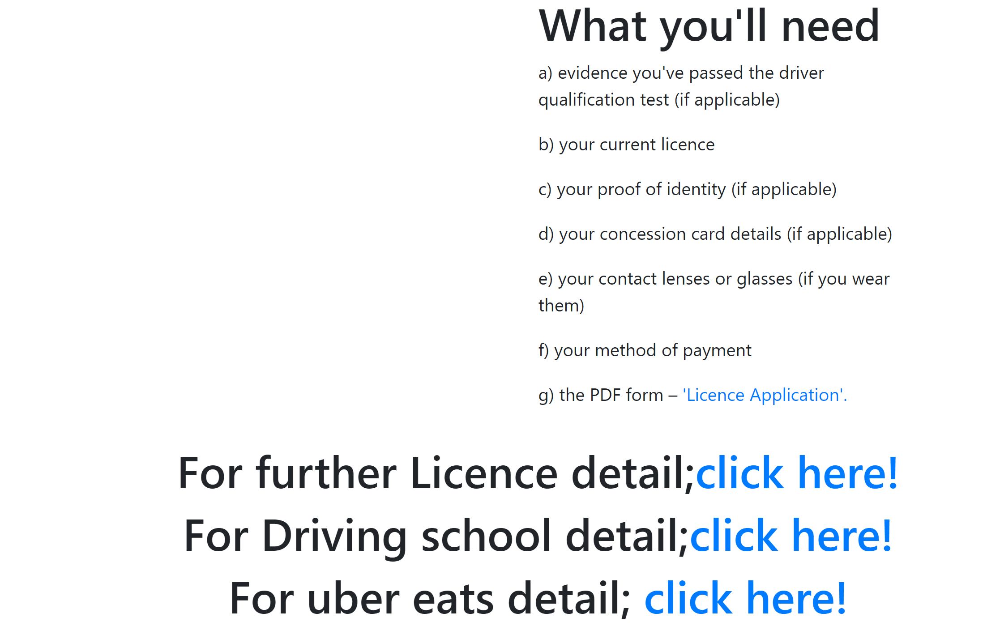 What you'll need
a) evidence you've passed the driver
qualification test (if applicable)
b) your current licence
c) your proof of identity (if applicable)
d) your concession card details (if applicable)
e) your contact lenses or glasses (if you wear
them)
f) your method of payment
g) the PDF form – 'Licence Application'.
For further Licence detail;click here!
For Driving school detail;click here!
For uber eats detail; click here!